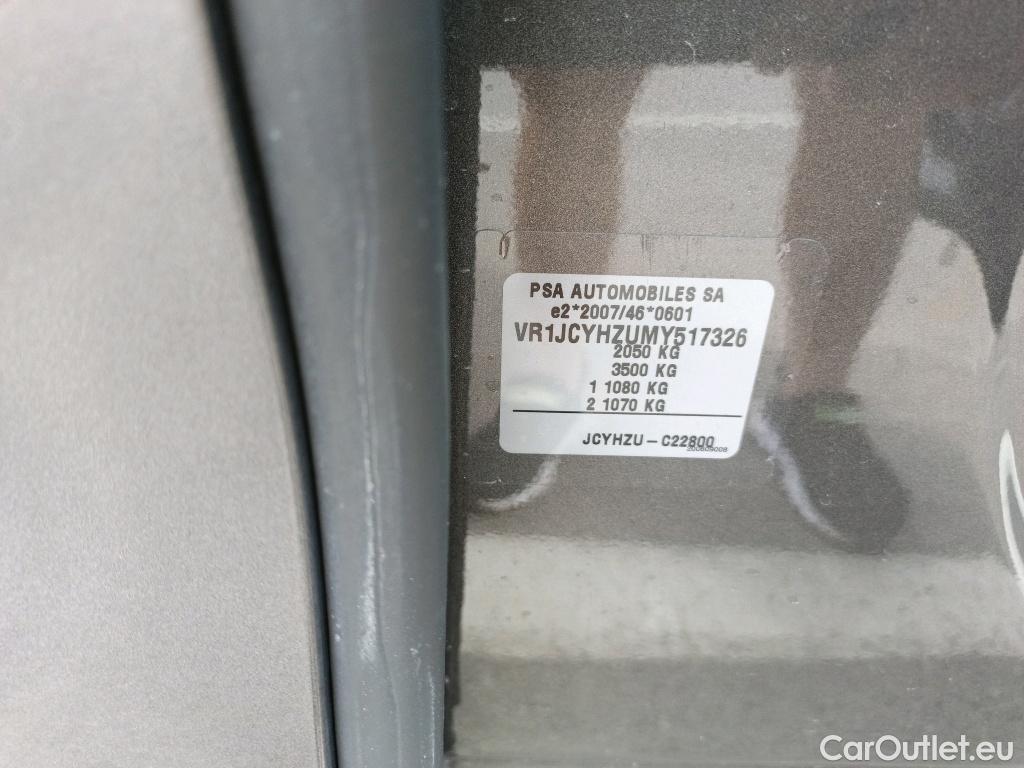 PSA AUTOMOBILES SA
e2*2007/46*0601
VR1JCYHZUMY517326
2050 KG
3500 KG
1 1080 KG
2 1070 KG
JCYHZU – C22800
200609008
CarOutlet.eu